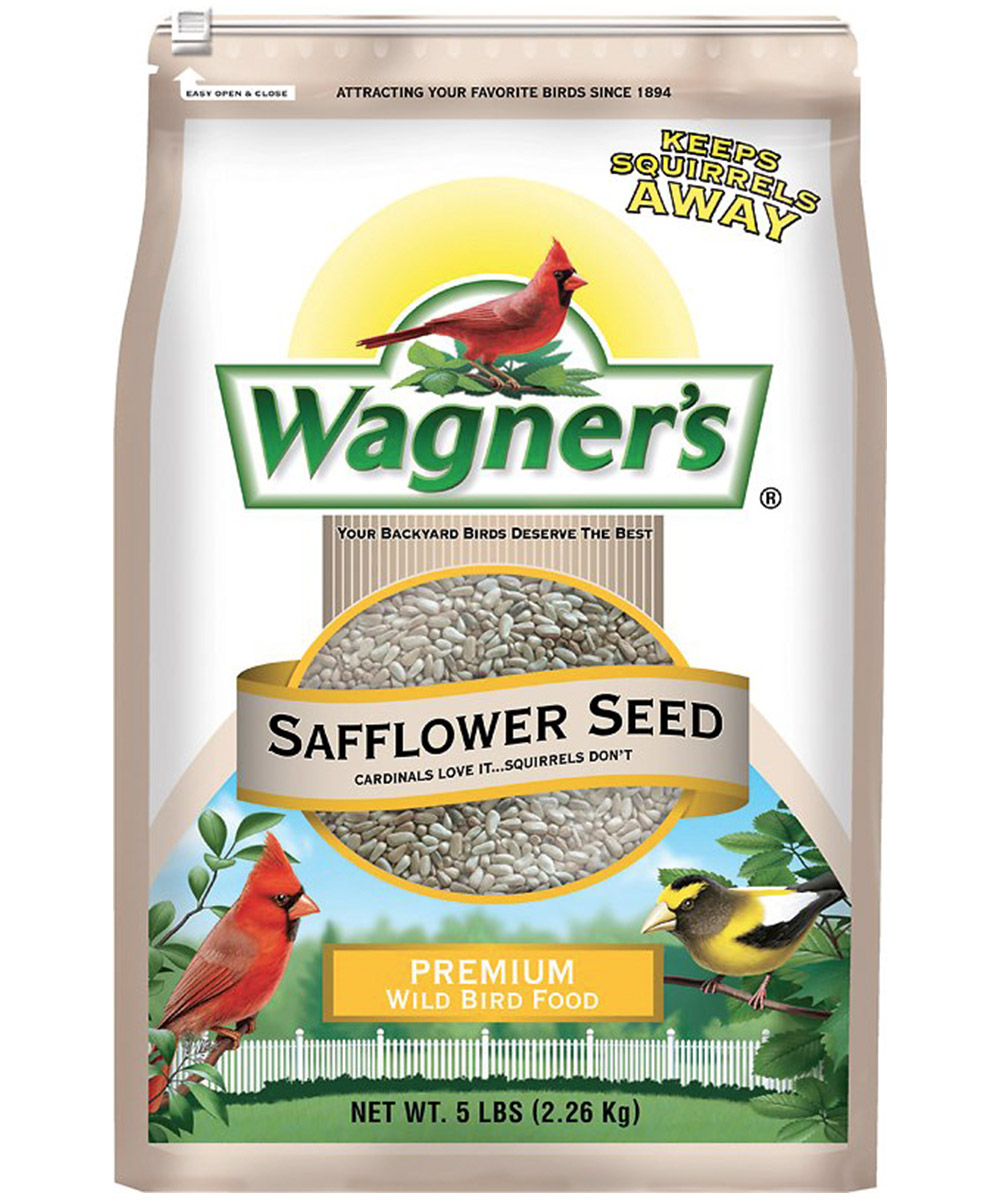 EASY OPEN & CLOSE
ATTRACTING YOUR FAVORITE BIRDS SINCE 1894
KEEPS
SQUIRRELS
AWAY
Wagner's
®
YOUR BACKYARD BIRDS DESERVE THE BEST
SAFFLOWER SEED
CARDINALS LOVE IT...SQUIRRELS DON'T
PREMIUM
WILD BIRD FOOD
NET WT. 5 LBS (2.26 Kg)